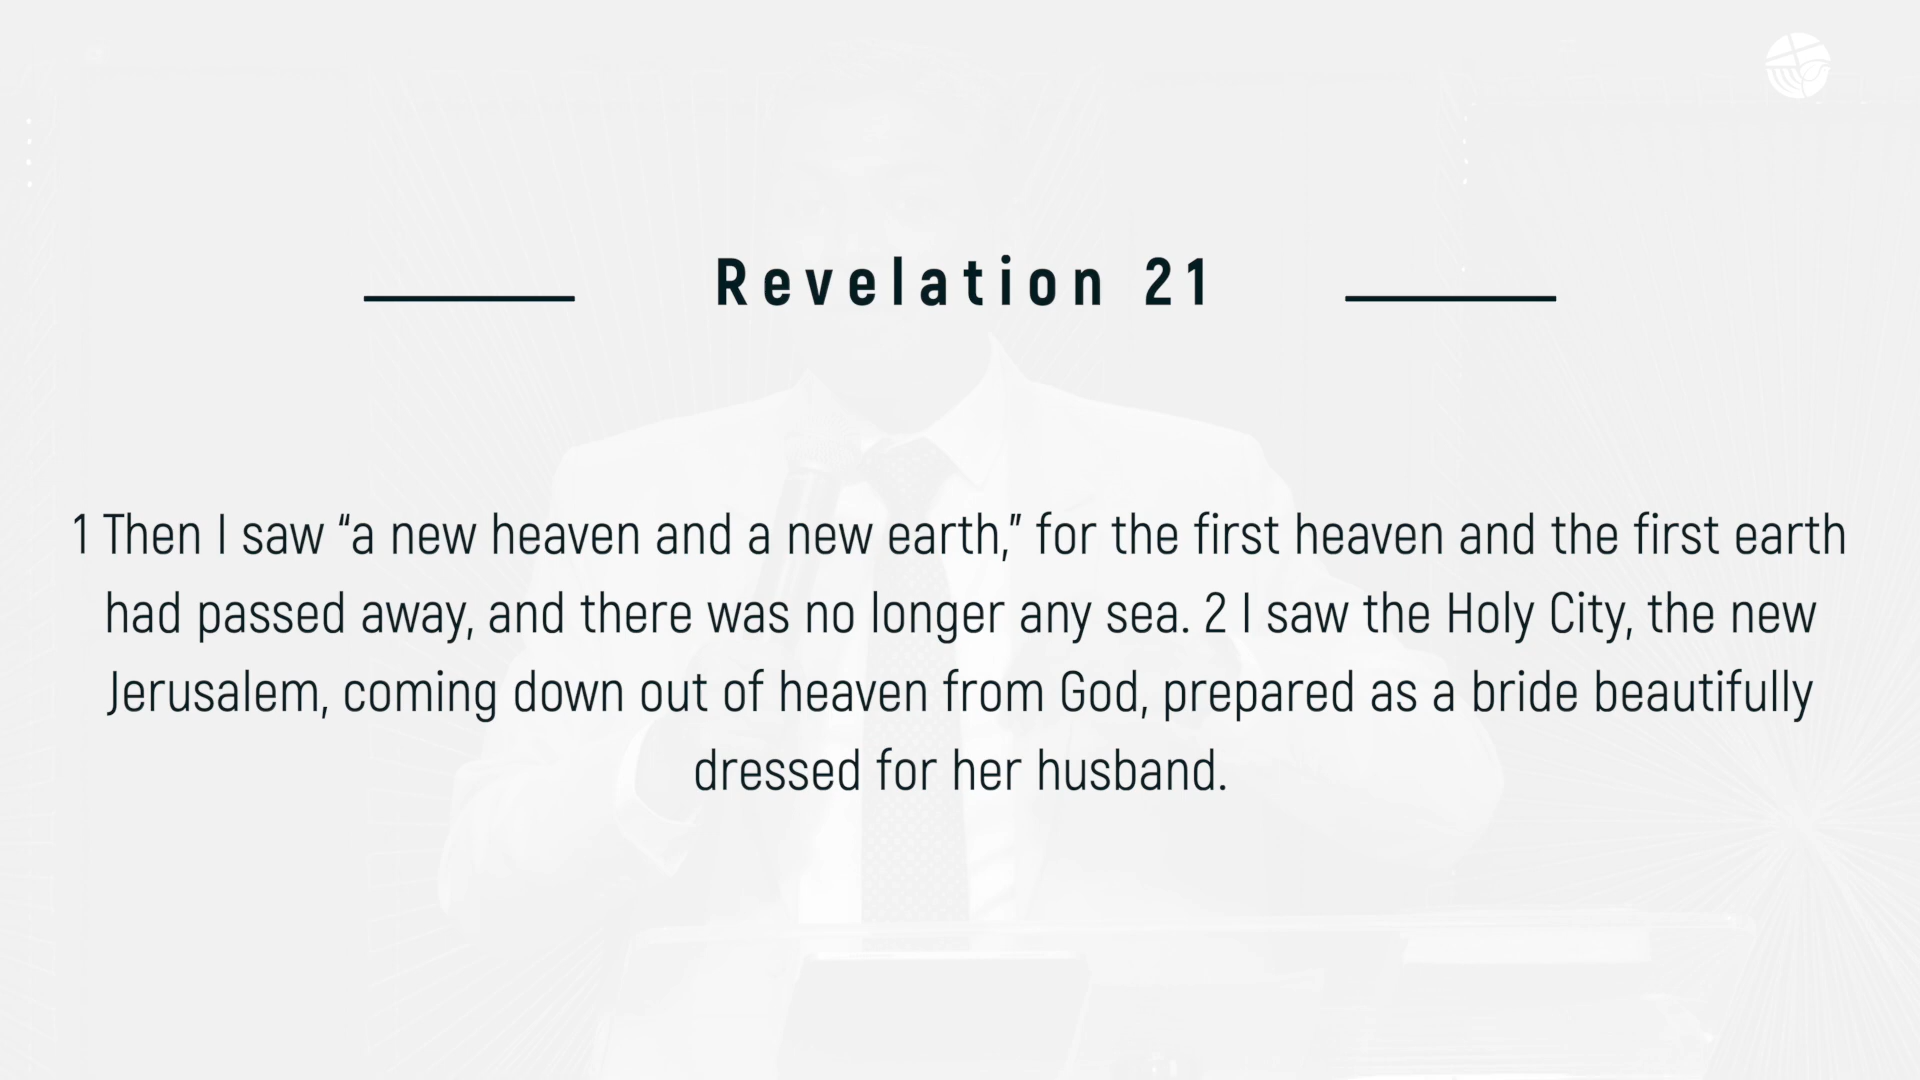 Revelation 21
1 Then I saw “a new heaven and a new earth,” for the first heaven and the first earth
had passed away, and there was no longer any sea. 2 I saw the Holy City, the new
Jerusalem, coming down out of heaven from God, prepared as a bride beautifully
dressed for her husband.